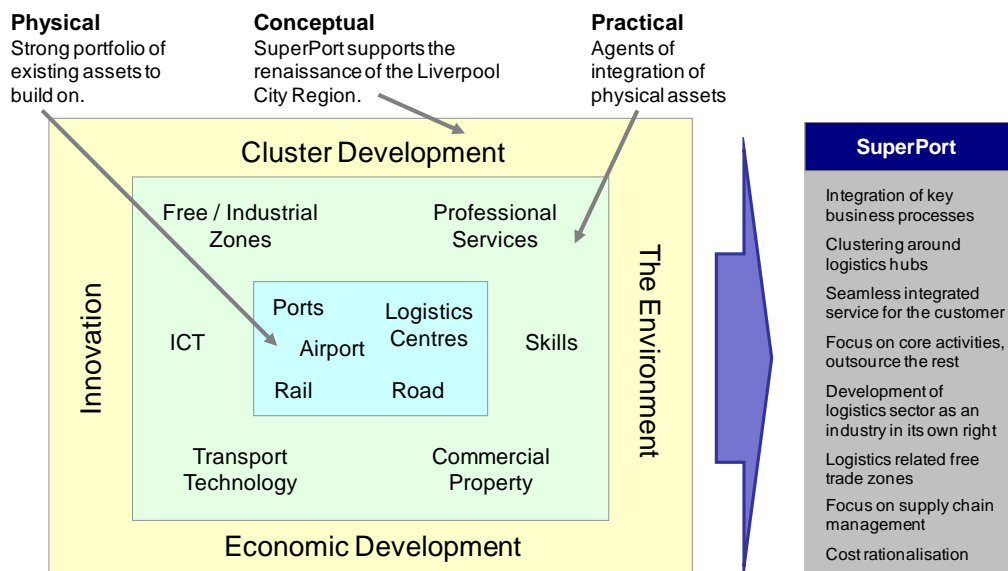 Physical
Strong portfolio of
existing assets to
build on.
Conceptual
SuperPort supports the
renaissance of the Liverpool
City Region.
Practical
Agents of
integration of
physical assets
Cluster Development
Free / Industrial
Zones
Professional
Services
Innovation
The Environment
Ports
Logistics
Centres
Airport
Rail
Road
ICT
Skills
Transport
Technology
Commercial
Property
Economic Development
SuperPort
Integration of key
business processes
Clustering around
logistics hubs
Seamless integrated
service for the customer
Focus on core activities,
outsource the rest
Development of
logistics sector as an
industry in its own right
Logistics related free
trade zones
Focus on supply chain
management
Cost rationalisation